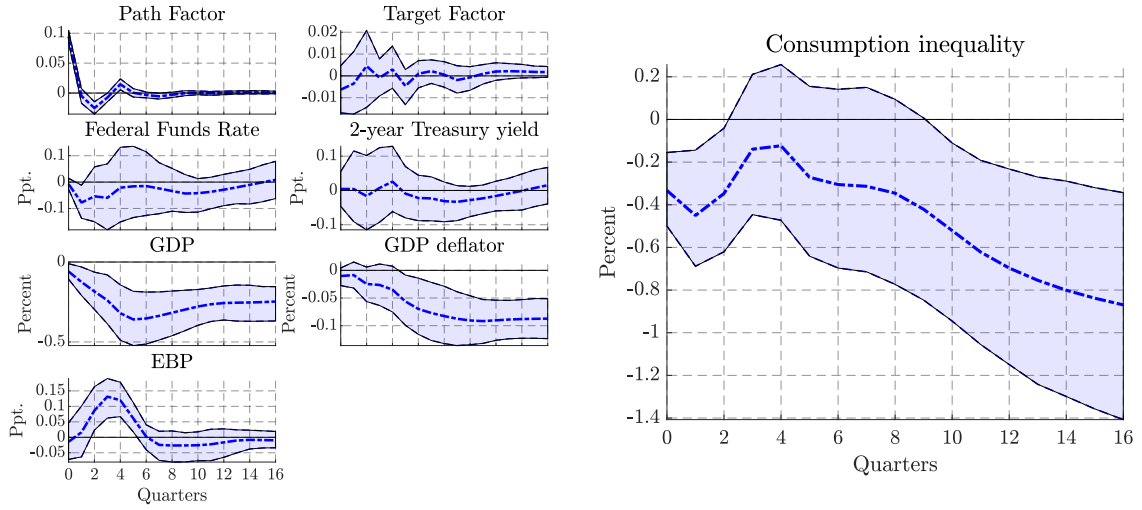 Path Factor
0.1
0.05
0
Target Factor
0.02
0.01
0
-0.01
Federal Funds Rate
Ppt.
0.1
0
-0.1
2-year Treasury yield
Ppt.
0.1
0
-0.1
GDP
Percent
0
-0.5
GDP deflator
Percent
0
-0.05
-0.1
EBP
Ppt.
0.15
0.1
0.05
0
-0.05
0 2 4 6 8 10 12 14 16
Quarters
Consumption inequality
Percent
0.2
0
-0.2
-0.4
-0.6
-0.8
-1
-1.2
-1.4
0 2 4 6 8 10 12 14 16
Quarters